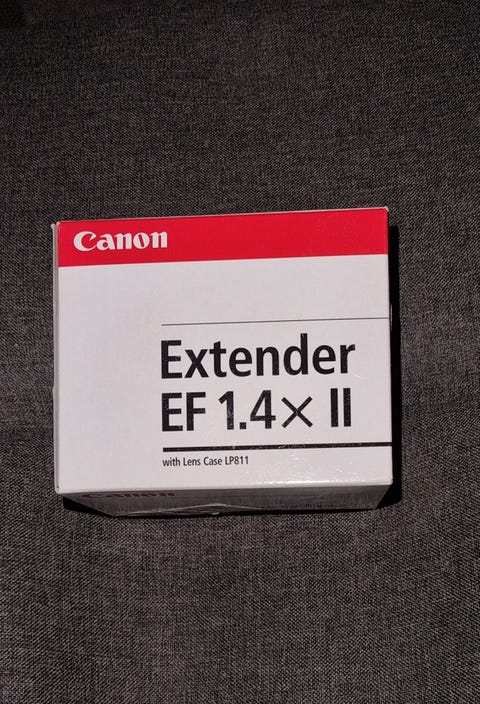 Canon
Extender
EF 1.4× II
with Lens Case LP811
Canon